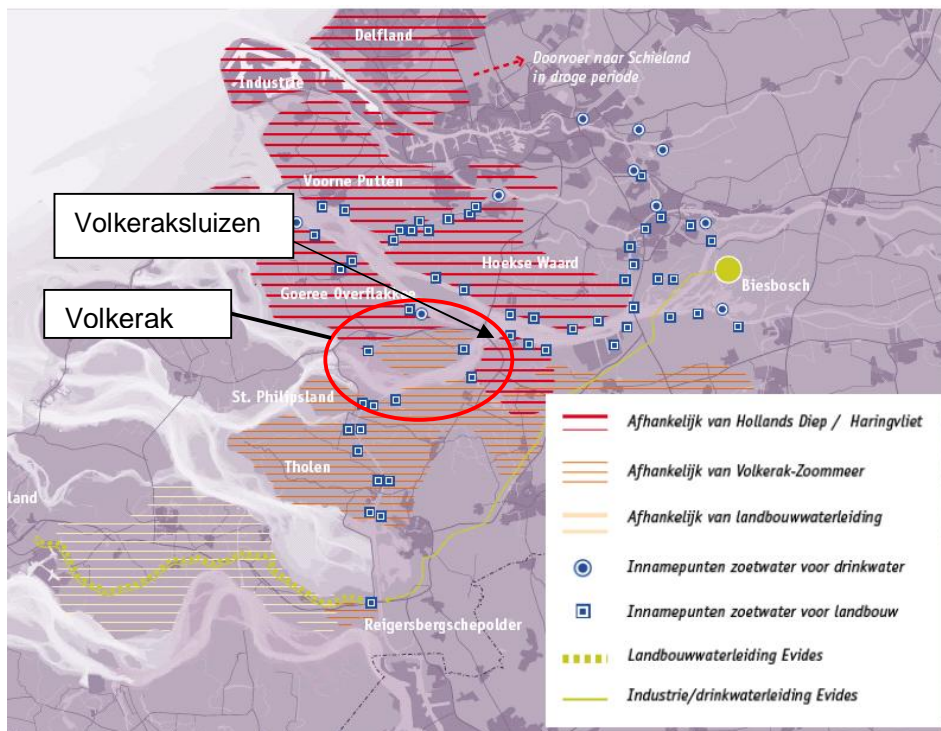 Delfland
Doorvoer naar Schieland
in droge periode
Industrie
Voorne Putten
Volkeraksluizen
Hoekse Waard
Biesbosch
Goeree Overflakkee
Volkerak
St. Philipsland
Tholen
land
Reigersbergschepolder
Afhankelijk van Hollands Diep / Haringvliet
Afhankelijk van Volkerak-Zoommeer
Afhankelijk van landbouwwaterleiding
Innamepunten zoetwater voor drinkwater
Innamepunten zoetwater voor landbouw
Landbouwwaterleiding Evides
Industrie/drinkwaterleiding Evides